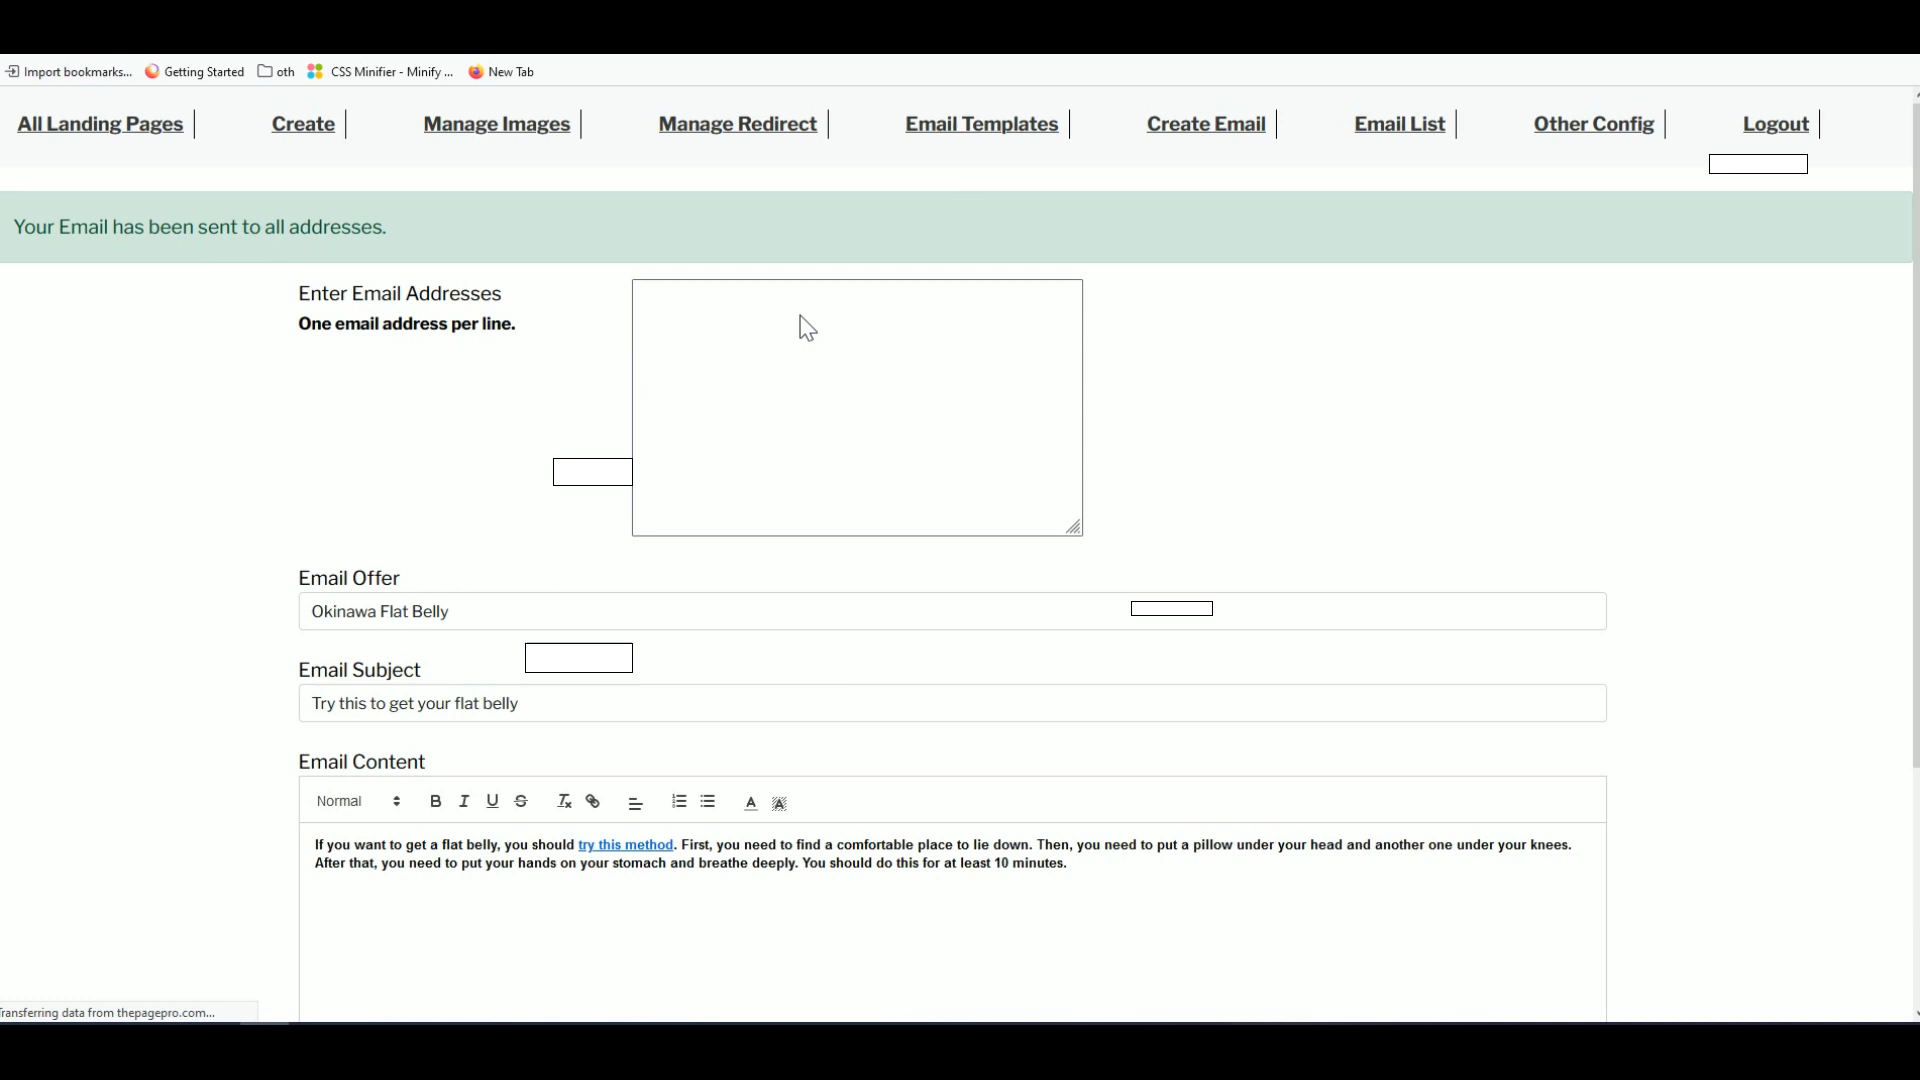 Import bookmarks... Getting Started oth CSS Minifier - Minify ... New Tab
All Landing Pages Create Manage Images Manage Redirect Email Templates Create Email Email List Other Config Logout
Your Email has been sent to all addresses.
Enter Email Addresses
One email address per line.
Email Offer
Okinawa Flat Belly
Email Subject
Try this to get your flat belly
Email Content
Normal
If you want to get a flat belly, you should try this method. First, you need to find a comfortable place to lie down. Then, you need to put a pillow under your head and another one under your knees.
After that, you need to put your hands on your stomach and breathe deeply. You should do this for at least 10 minutes.
Transferring data from thepagepro.com...